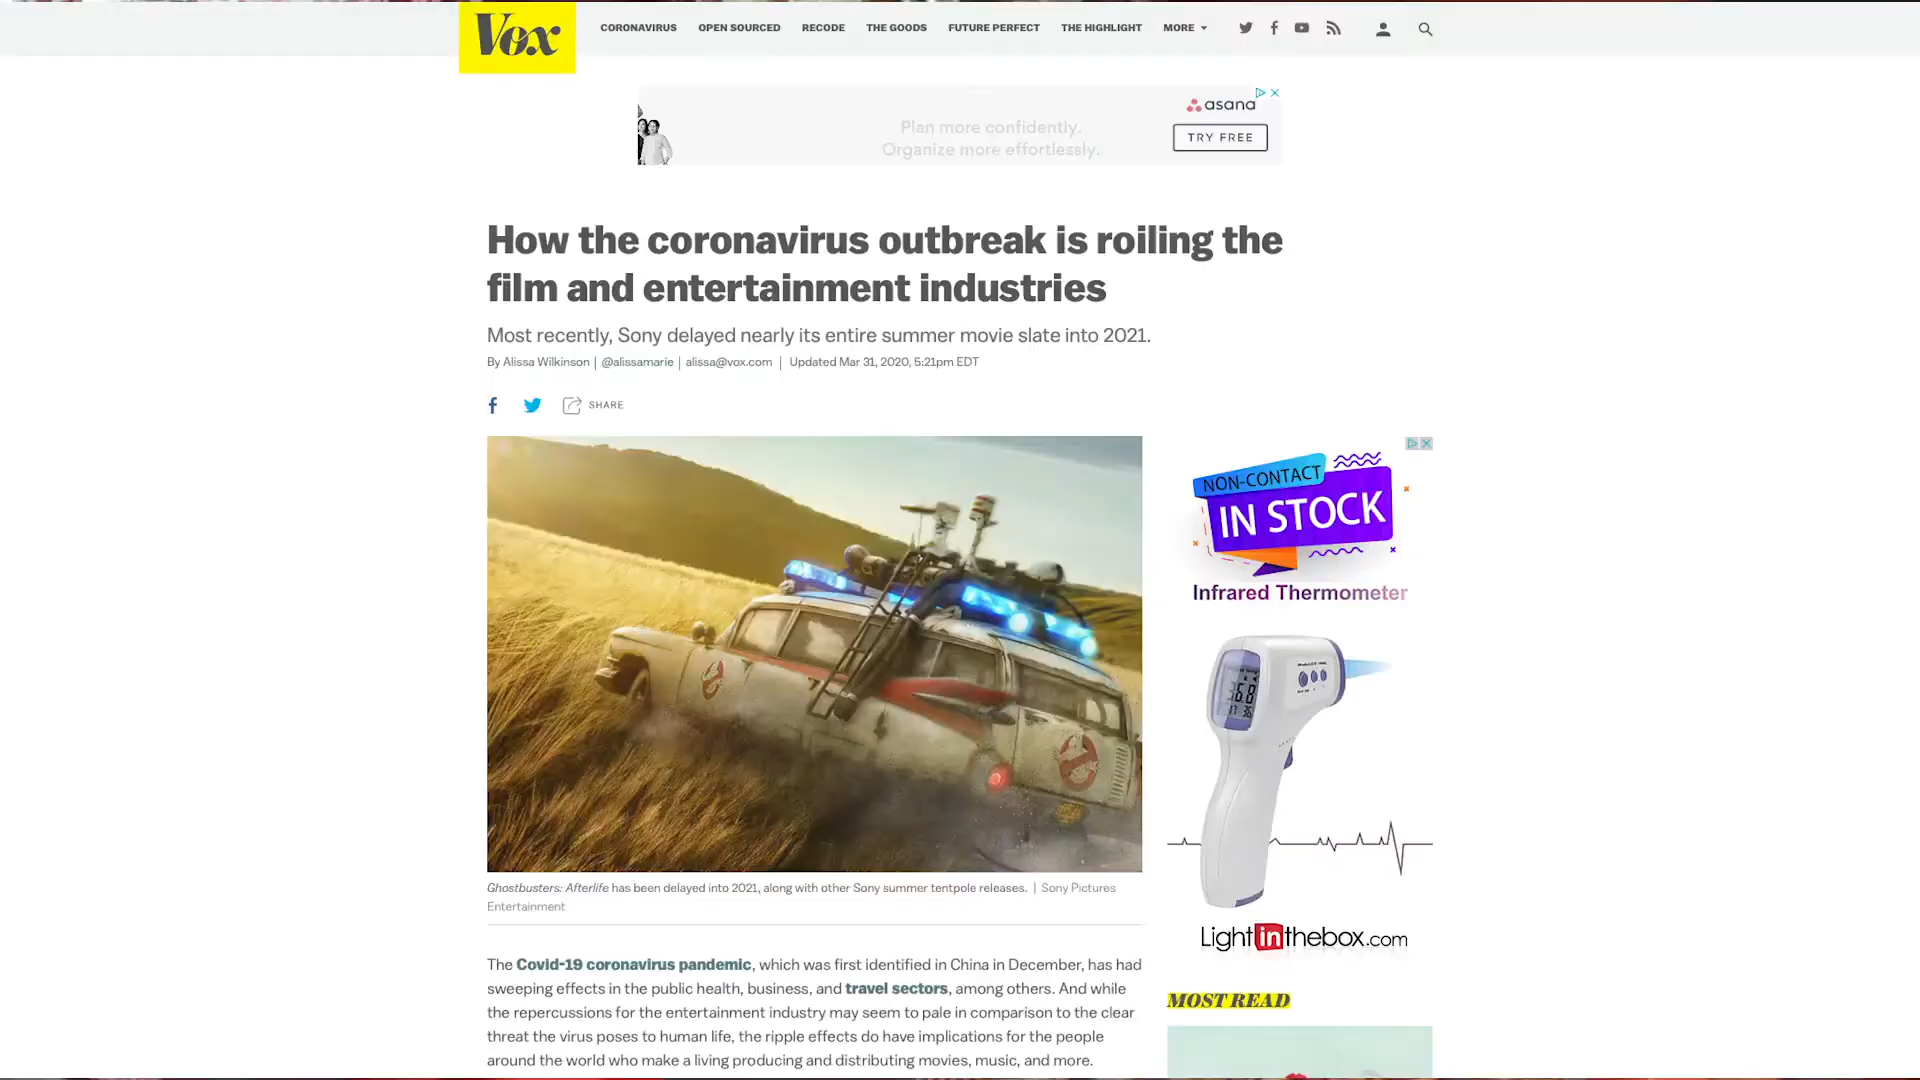 Vox
CORONAVIRUS
OPEN SOURCED
RECODE
THE GOODS
FUTURE PERFECT
THE HIGHLIGHT
MORE
Plan more confidently.
Organize more effortlessly.
asana
TRY FREE
How the coronavirus outbreak is roiling the
film and entertainment industries
Most recently, Sony delayed nearly its entire summer movie slate into 2021.
By Alissa Wilkinson | @alissamarie | alissa@vox.com | Updated Mar 31, 2020, 5:21pm EDT
SHARE
Ghostbusters: Afterlife has been delayed into 2021, along with other Sony summer tentpole releases. | Sony Pictures
Entertainment
The Covid-19 coronavirus pandemic, which was first identified in China in December, has had
sweeping effects in the public health, business, and travel sectors, among others. And while
the repercussions for the entertainment industry may seem to pale in comparison to the clear
threat the virus poses to human life, the ripple effects do have implications for the people
around the world who make a living producing and distributing movies, music, and more.
NON-CONTACT
IN STOCK
Infrared Thermometer
Lightinthebox.com
MOST READ